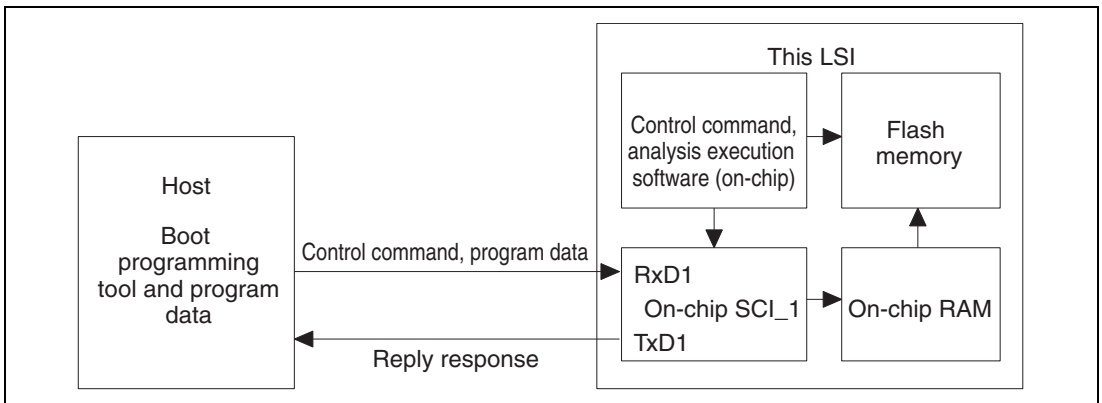 This LSI
Control command,
analysis execution
software (on-chip)
Flash
memory
Host
Boot
programming
tool and program
data
Control command, program data
RxD1
On-chip SCI_1
TxD1
On-chip RAM
Reply response